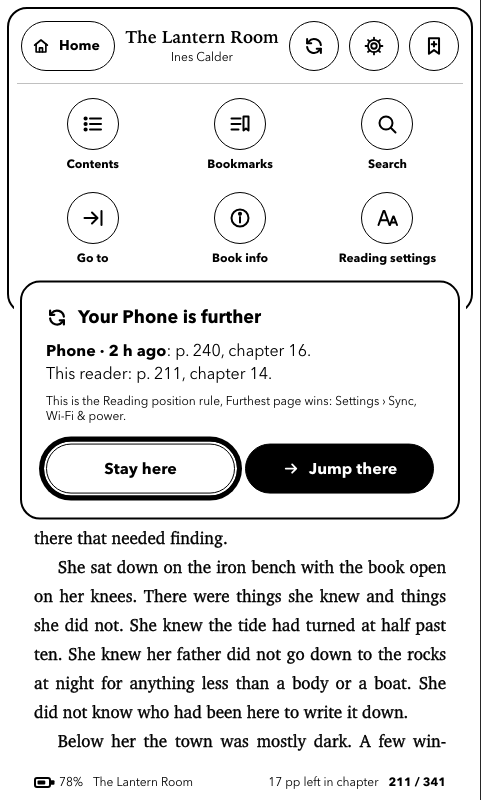 Home
The Lantern Room
Ines Calder
Contents
Bookmarks
Search
Go to
Book info
AA
Reading settings
Your Phone is further
Phone · 2 h ago: p. 240, chapter 16.
This reader: p. 211, chapter 14.
This is the Reading position rule, Furthest page wins: Settings › Sync,
Wi-Fi & power.
Stay here
Jump there
there that needed finding.
She sat down on the iron bench with the book open
on her knees. There were things she knew and things
she did not. She knew the tide had turned at half past
ten. She knew her father did not go down to the rocks
at night for anything less than a body or a boat. She
did not know who had been here to write it down.
Below her the town was mostly dark. A few win-
78% The Lantern Room 17 pp left in chapter 211 / 341